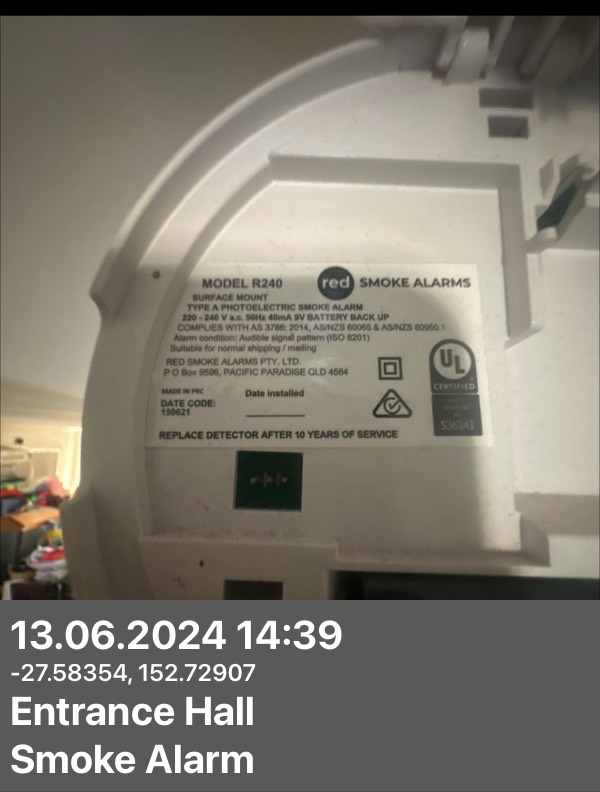 MODEL R240 red SMOKE ALARMS
SURFACE MOUNT
TYPE A PHOTOELECTRIC SMOKE ALARM
220 - 240 V a.c. 50Hz 40mA 9V BATTERY BACK UP
COMPLIES WITH AS 3786: 2014, AS/NZS 60065 & AS/NZS 60950.1
Alarm condition: Audible signal pattern (ISO 8201)
Suitable for normal shipping / mailing
RED SMOKE ALARMS PTY. LTD.
P O Box 9596, PACIFIC PARADISE QLD 4564
UL
CERTIFIED
MADE IN PRC
Date installed
DATE CODE:
150621
S36341
REPLACE DETECTOR AFTER 10 YEARS OF SERVICE
13.06.2024 14:39
-27.58354, 152.72907
Entrance Hall
Smoke Alarm